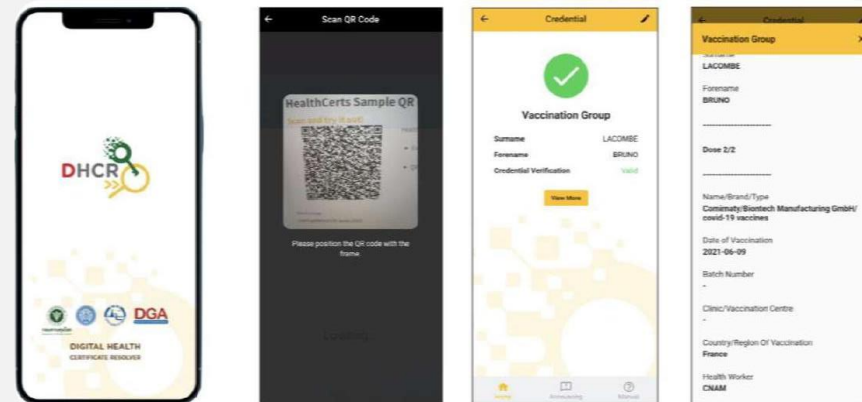 DHCR
DGA
DIGITAL HEALTH
CERTIFICATE RESOLVER
Scan QR Code
HealthCerts Sample QR
Scan and try it out!
Please position the QR code with the
frame.
Loading...
Credential
Vaccination Group
Surname LACOMBE
Forename BRUNO
Credential Verification Valid
View More
Home
Announcing
Manual
Credential
Vaccination Group
Surname
LACOMBE
Forename
BRUNO
------------------------
Dose 2/2
------------------------
Name/Brand/Type
Comirnaty/Biontech Manufacturing GmbH/
covid-19 vaccines
Date of Vaccination
2021-06-09
Batch Number
-
Clinic/Vaccination Centre
-
Country/Region Of Vaccination
France
Health Worker
CNAM